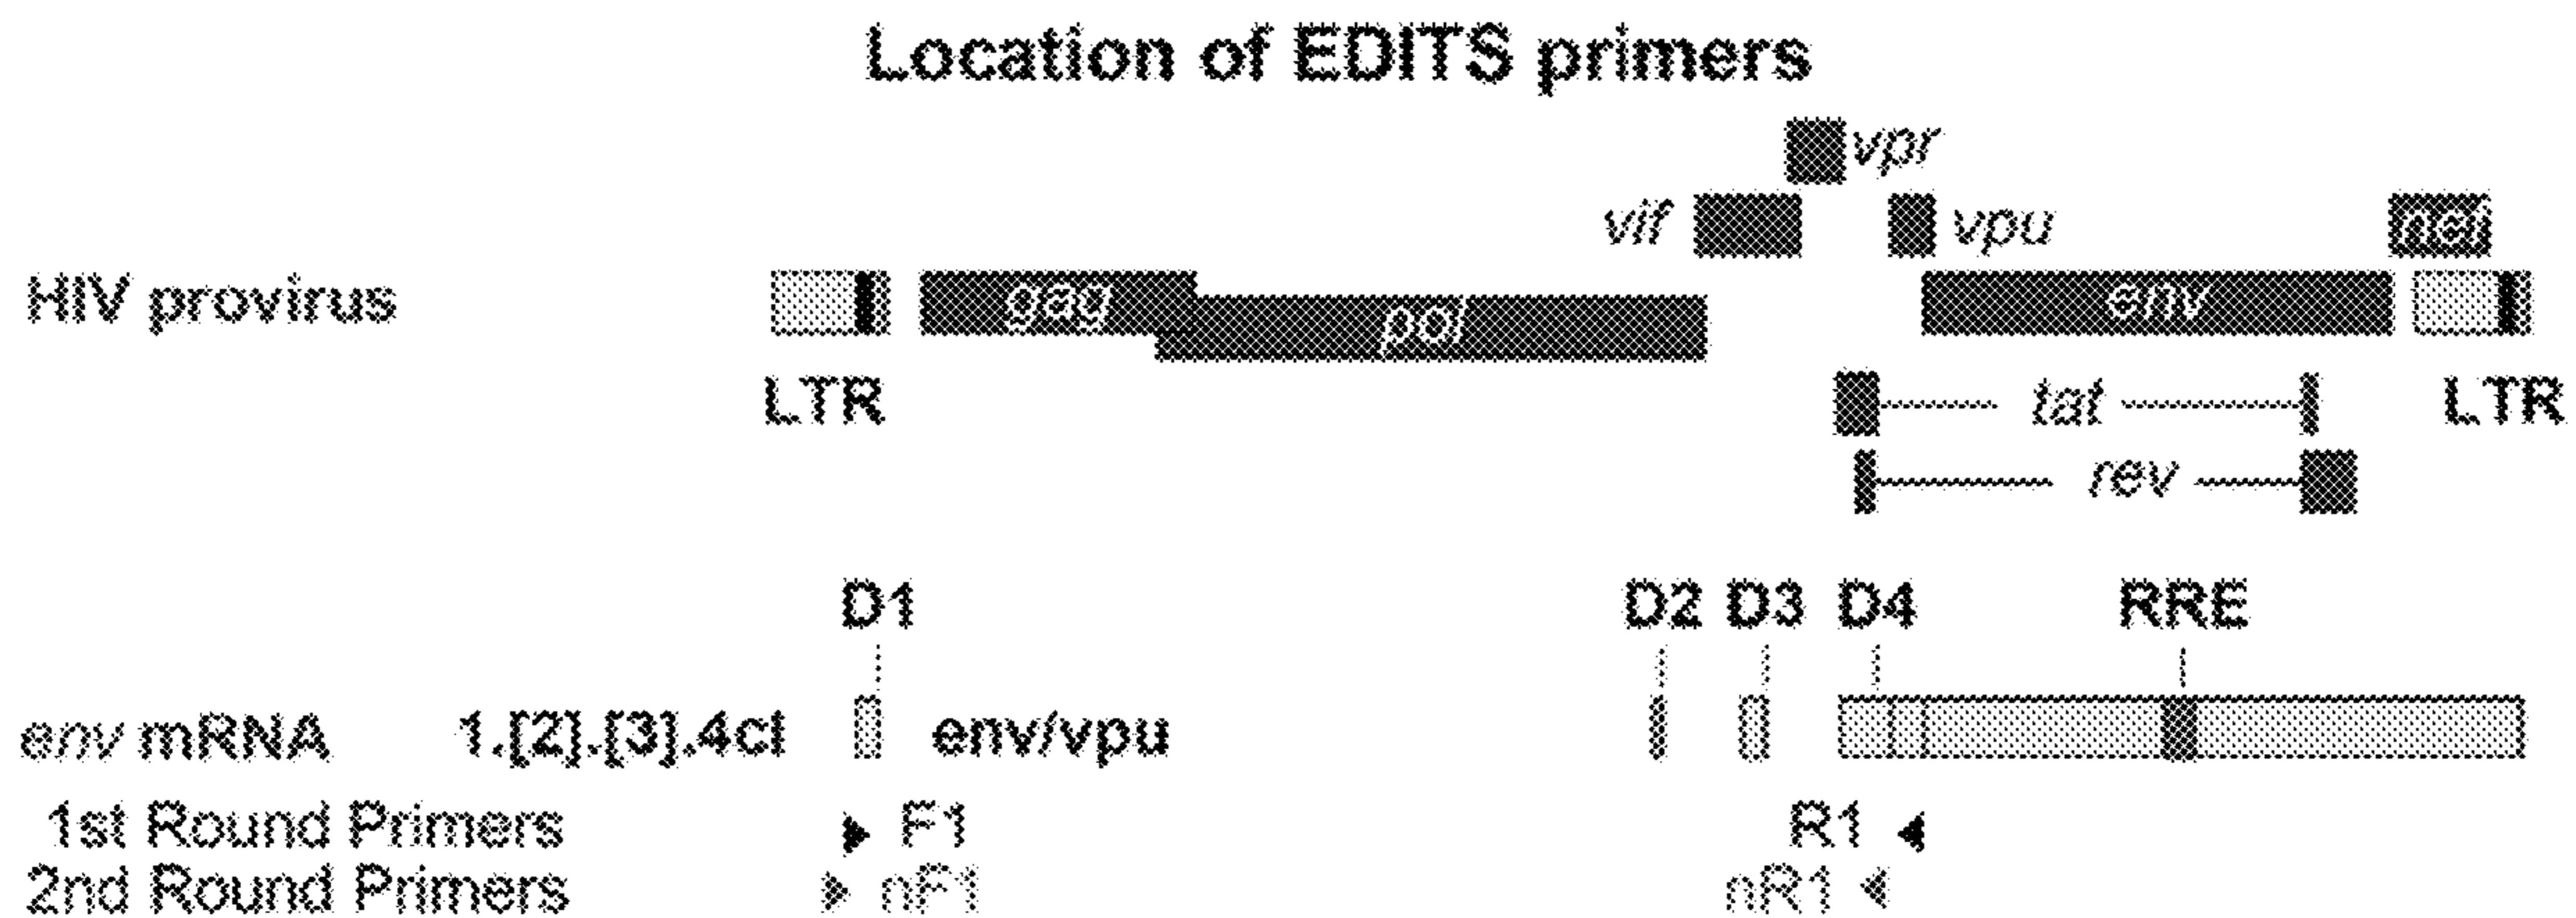 Location of EDITS primers
vpr
vif vpu nef
HIV provirus gag pol env
LTR tat LTR
rev
D1 D2 D3 D4 RRE
env mRNA 1.[2].[3].4ct env/vpu
1st Round Primers F1 R1
2nd Round Primers nF1 nR1